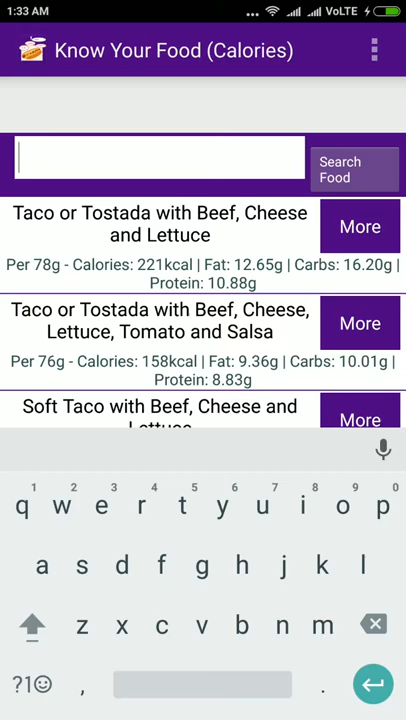 1:33 AM
... VoLTE
Know Your Food (Calories)
Search
Food
Taco or Tostada with Beef, Cheese
and Lettuce
More
Per 78g - Calories: 221kcal | Fat: 12.65g | Carbs: 16.20g |
Protein: 10.88g
Taco or Tostada with Beef, Cheese,
Lettuce, Tomato and Salsa
More
Per 76g - Calories: 158kcal | Fat: 9.36g | Carbs: 10.01g |
Protein: 8.83g
Soft Taco with Beef, Cheese and
Lettuce
More
1 2 3 4 5 6 7 8 9 0
q w e r t y u i o p
a s d f g h j k l
z x c v b n m
?1☺ , .